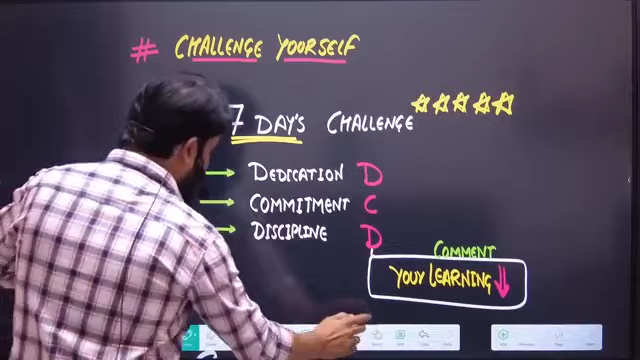 # CHALLENGE YOURSELF
7 DAY'S CHALLENGE
→ DEDICATION D
→ COMMITMENT C
→ DISCIPLINE D
COMMENT
YOUR LEARNING